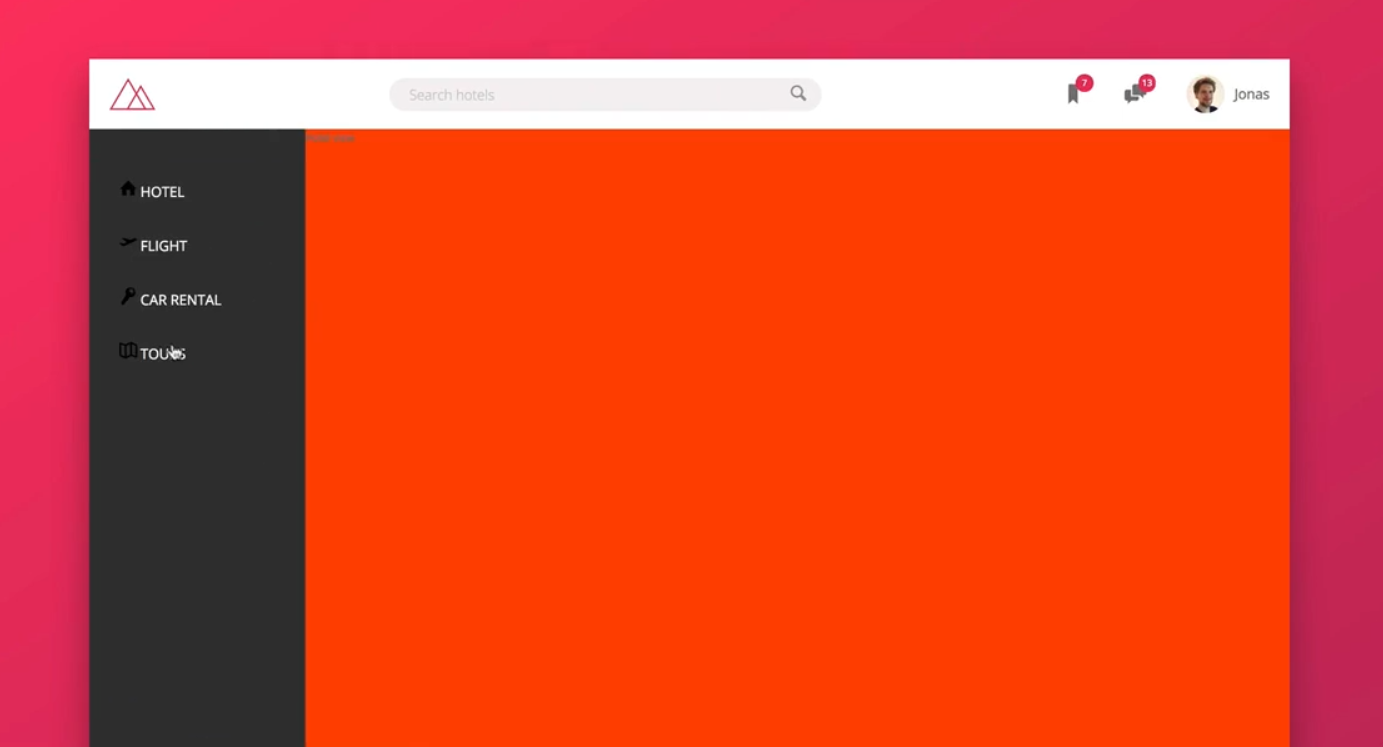 Search hotels
7
13
Jonas
HOTEL
FLIGHT
CAR RENTAL
TOURS